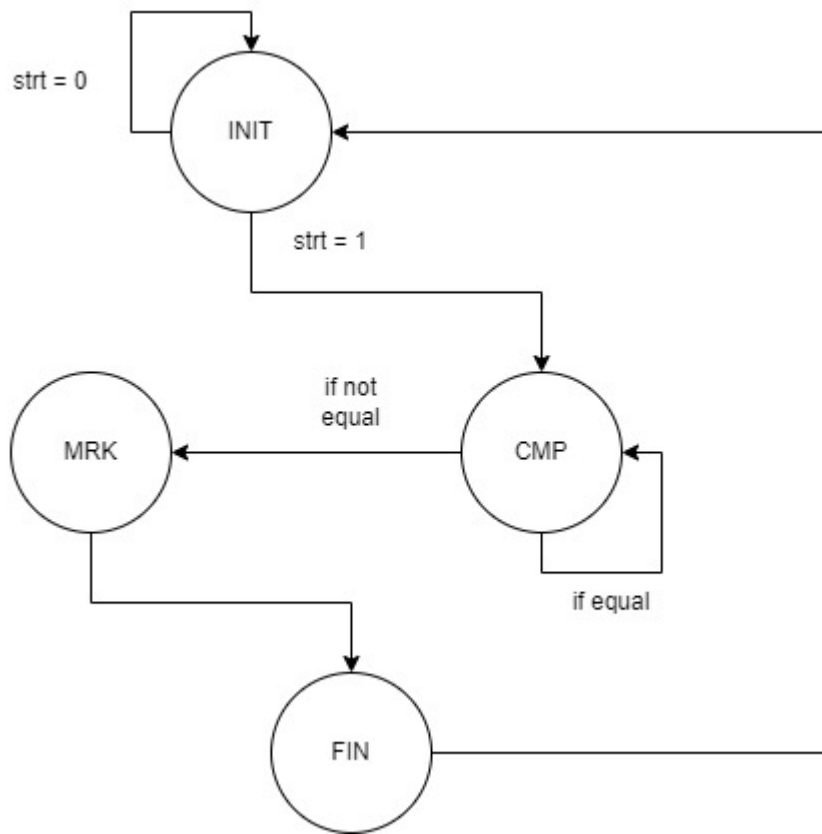 strt = 0
INIT
strt = 1
if not
equal
MRK
CMP
if equal
FIN